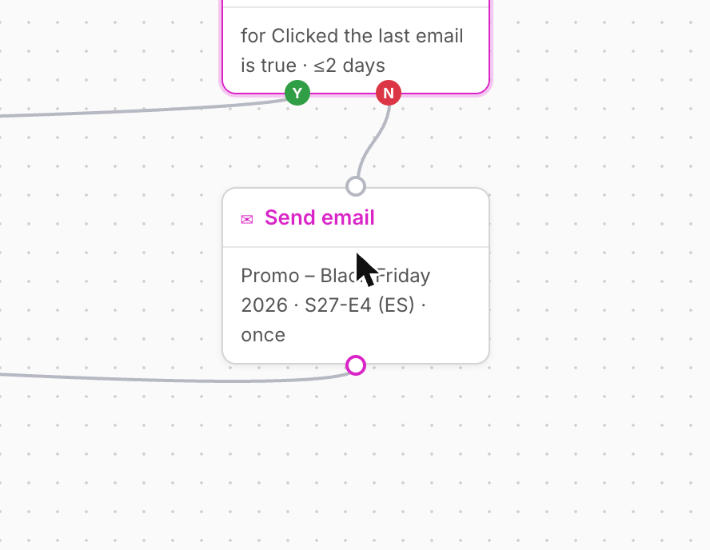 for Clicked the last email
is true · ≤2 days
Y
N
Send email
Promo – Black Friday
2026 · S27-E4 (ES) ·
once